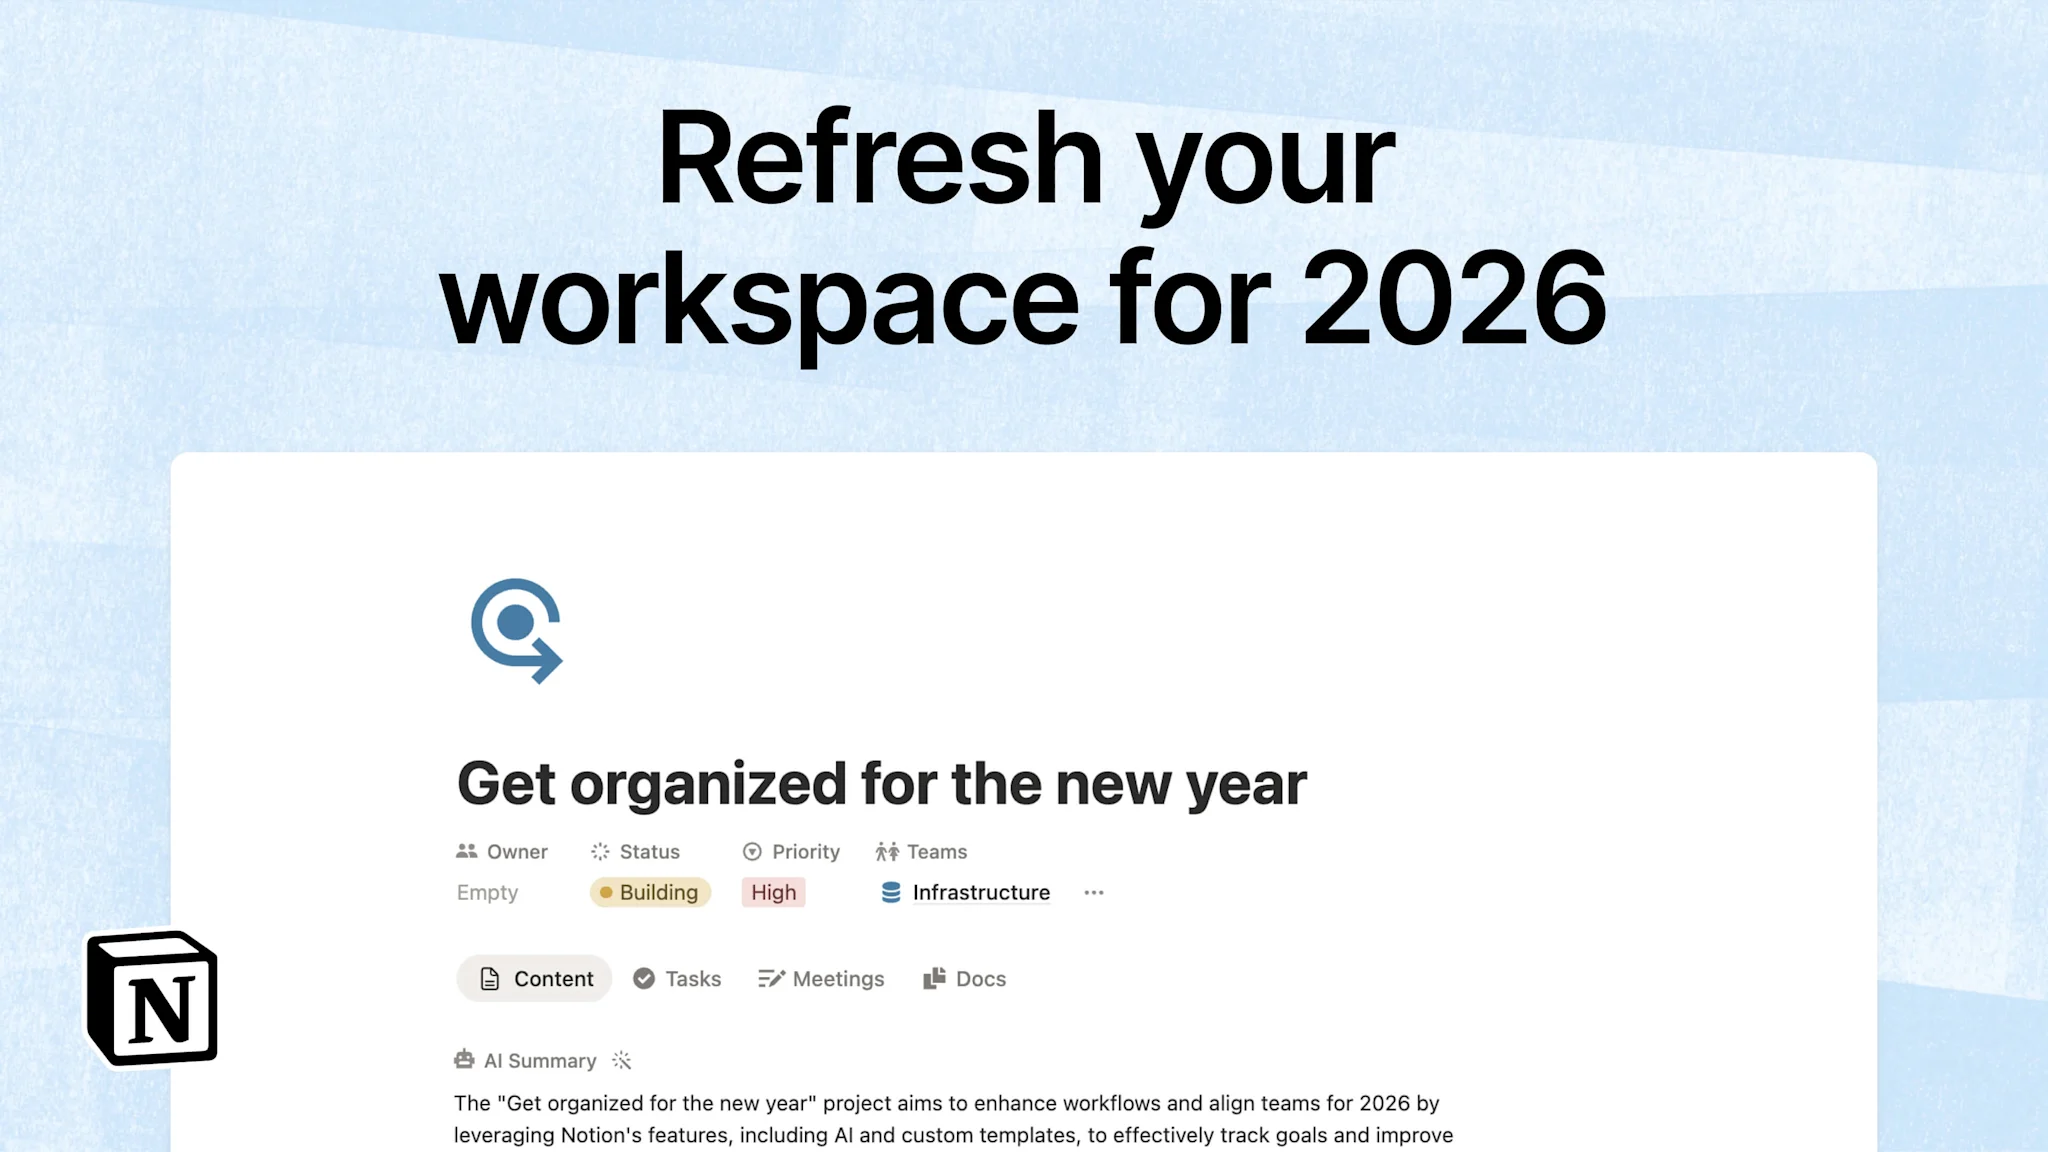 Refresh your
workspace for 2026
Get organized for the new year
Owner Status Priority Teams
Empty Building High Infrastructure ...
Content Tasks Meetings Docs
N
AI Summary
The "Get organized for the new year" project aims to enhance workflows and align teams for 2026 by
leveraging Notion's features, including AI and custom templates, to effectively track goals and improve